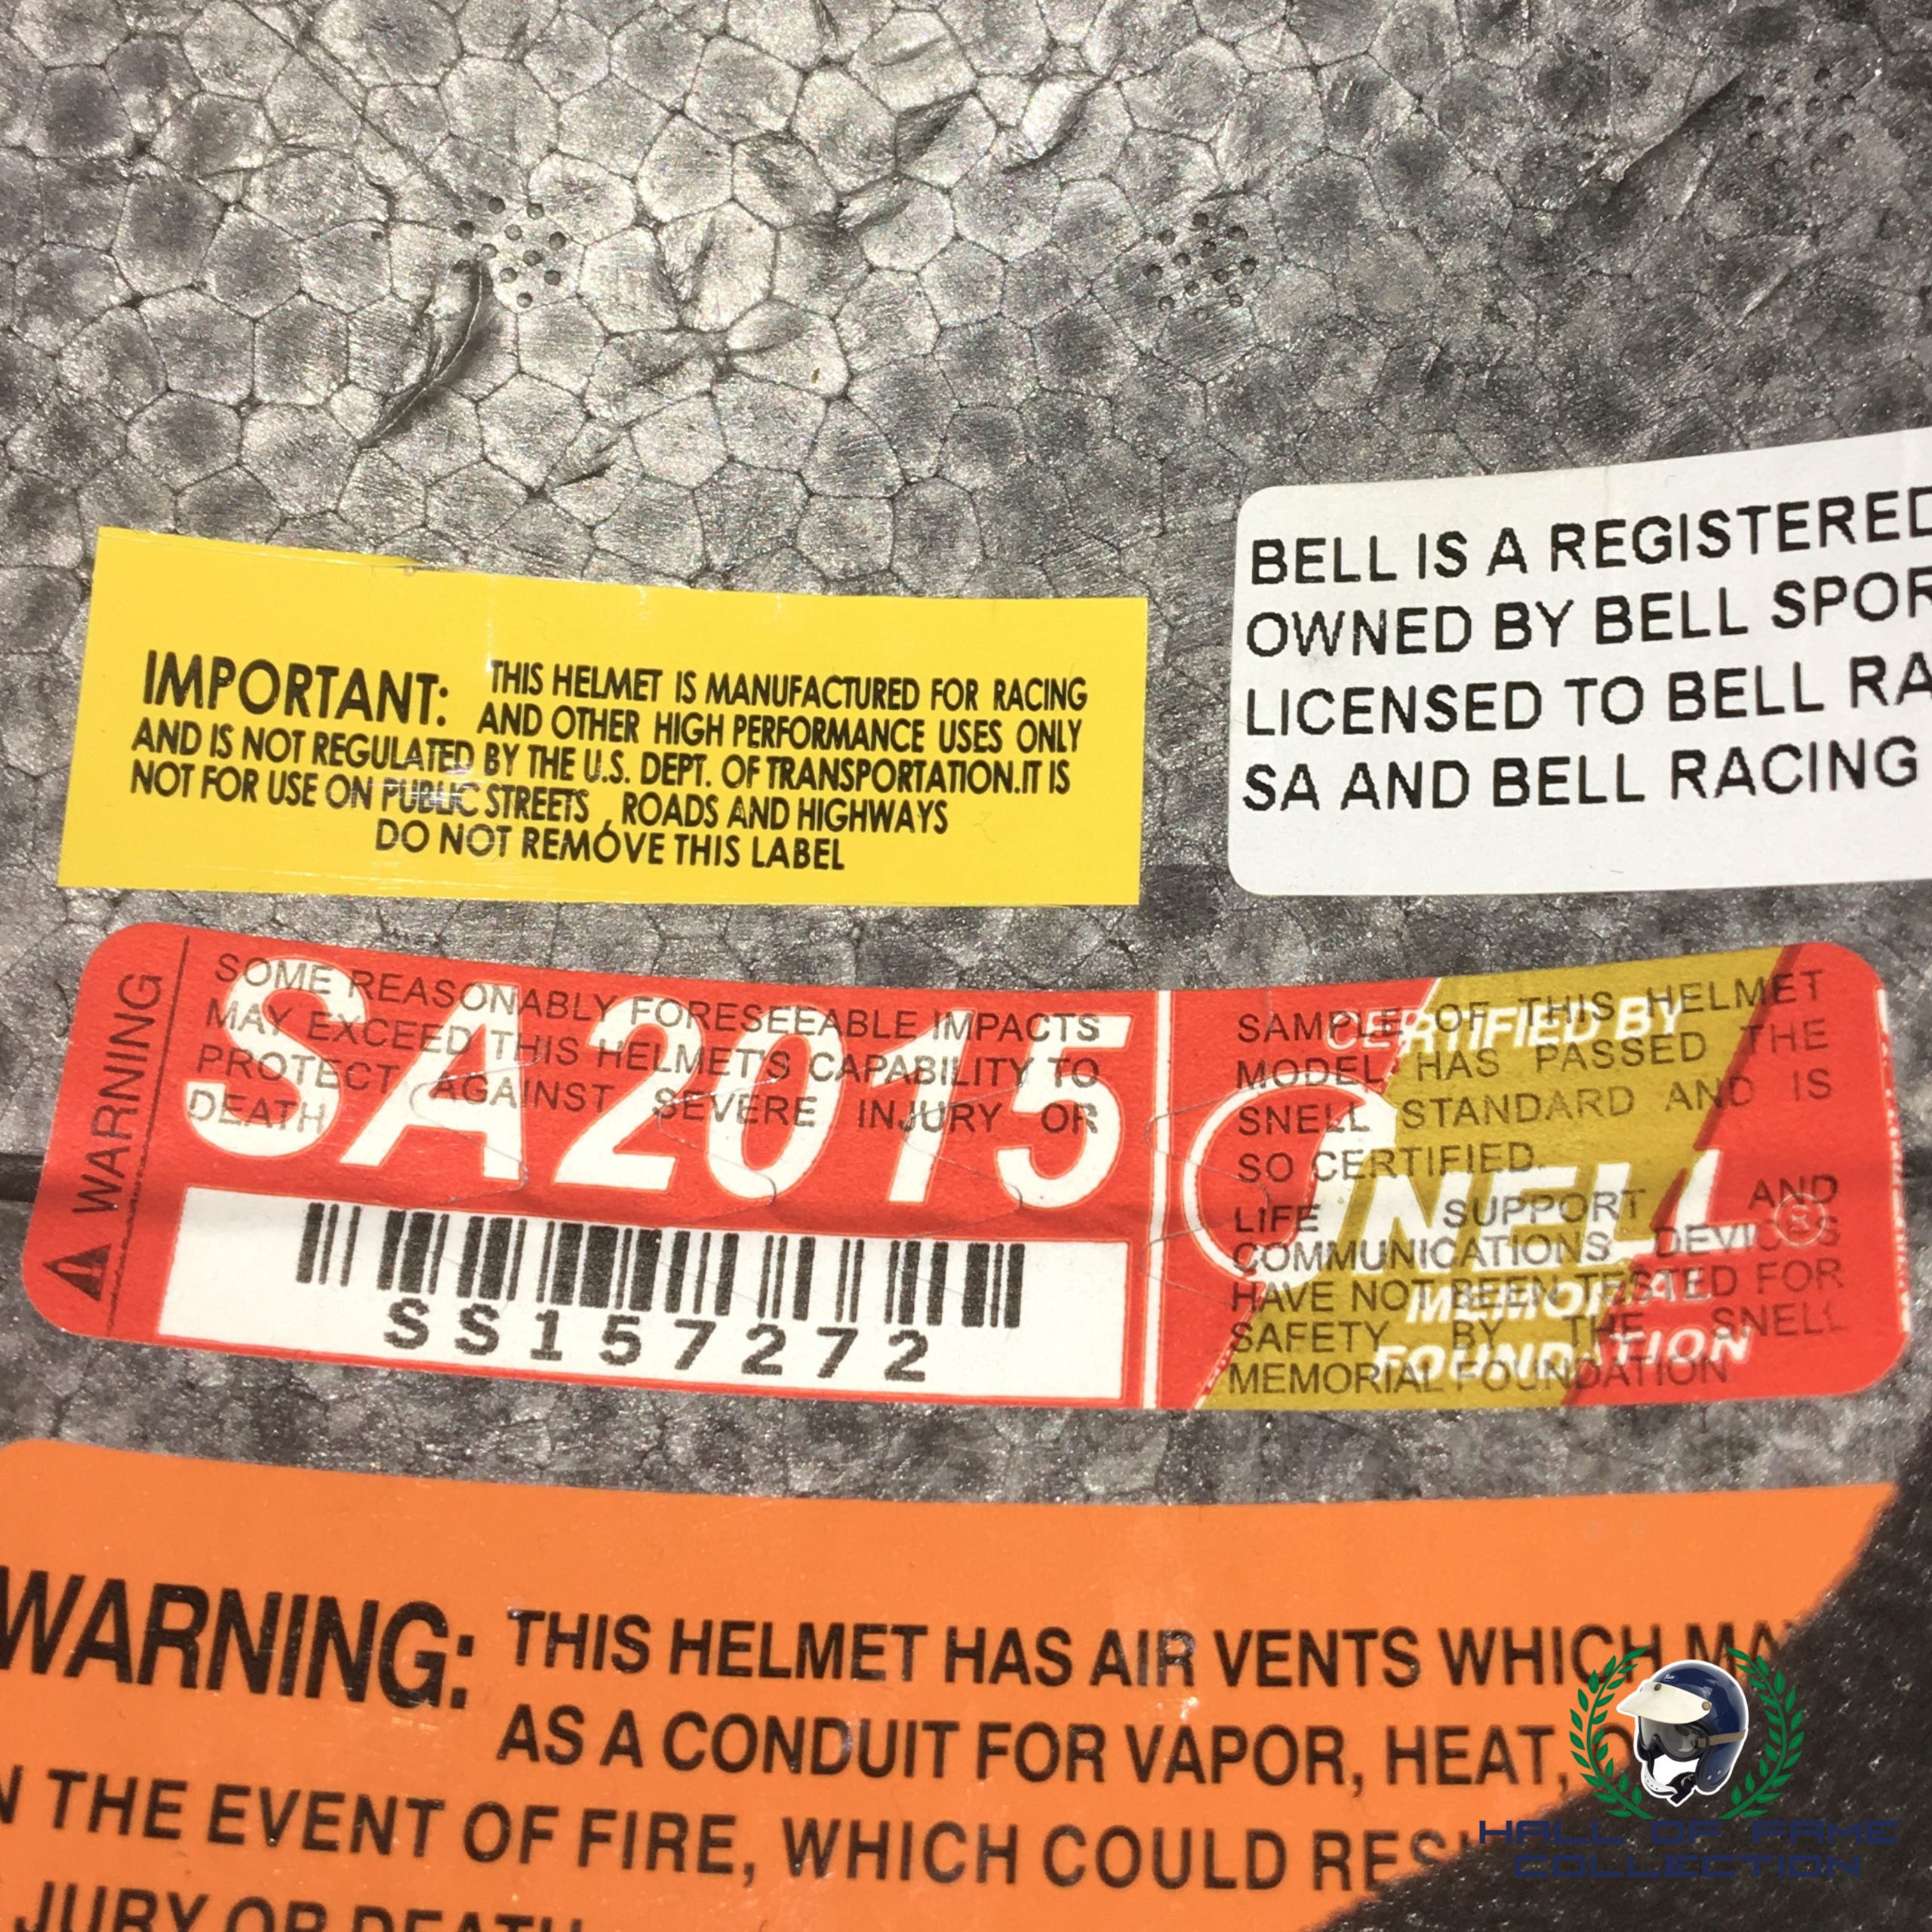 BELL IS A REGISTERED
OWNED BY BELL SPOR
LICENSED TO BELL RA
SA AND BELL RACING
IMPORTANT: THIS HELMET IS MANUFACTURED FOR RACING
AND OTHER HIGH PERFORMANCE USES ONLY
AND IS NOT REGULATED BY THE U.S. DEPT. OF TRANSPORTATION.IT IS
NOT FOR USE ON PUBLIC STREETS , ROADS AND HIGHWAYS
DO NOT REMOVE THIS LABEL
WARNING
SOME REASONABLY FORESEEABLE IMPACTS
MAY EXCEED THIS HELMET'S CAPABILITY TO
PROTECT AGAINST SEVERE INJURY OR
DEATH
SA2015
SS157272
CERTIFIED BY
SNELL ®
MEMORIAL
FOUNDATION
SAMPLE OF THIS HELMET
MODEL HAS PASSED THE
SNELL STANDARD AND IS
SO CERTIFIED.
LIFE SUPPORT AND
COMMUNICATIONS DEVICES
HAVE NOT BEEN TESTED FOR
SAFETY BY THE SNELL
MEMORIAL FOUNDATION
WARNING: THIS HELMET HAS AIR VENTS WHICH MAY
AS A CONDUIT FOR VAPOR, HEAT, O
N THE EVENT OF FIRE, WHICH COULD RES
JURY OR DEATH
HALL OF FAME
COLLECTION